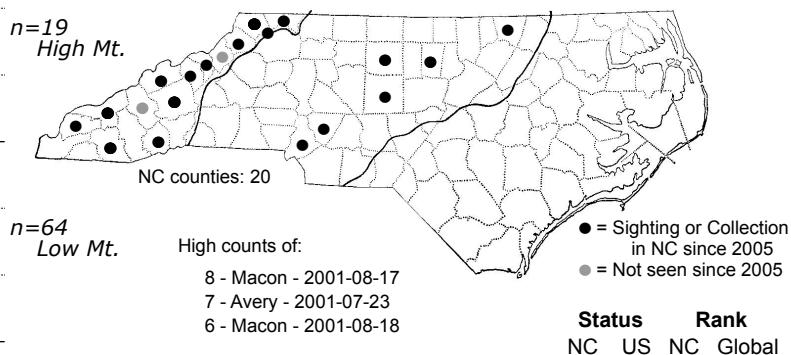 n=19
High Mt.
NC counties: 20
n=64
Low Mt.
High counts of:
8 - Macon - 2001-08-17
7 - Avery - 2001-07-23
6 - Macon - 2001-08-18
● = Sighting or Collection
in NC since 2005
● = Not seen since 2005
Status Rank
NC US NC Global